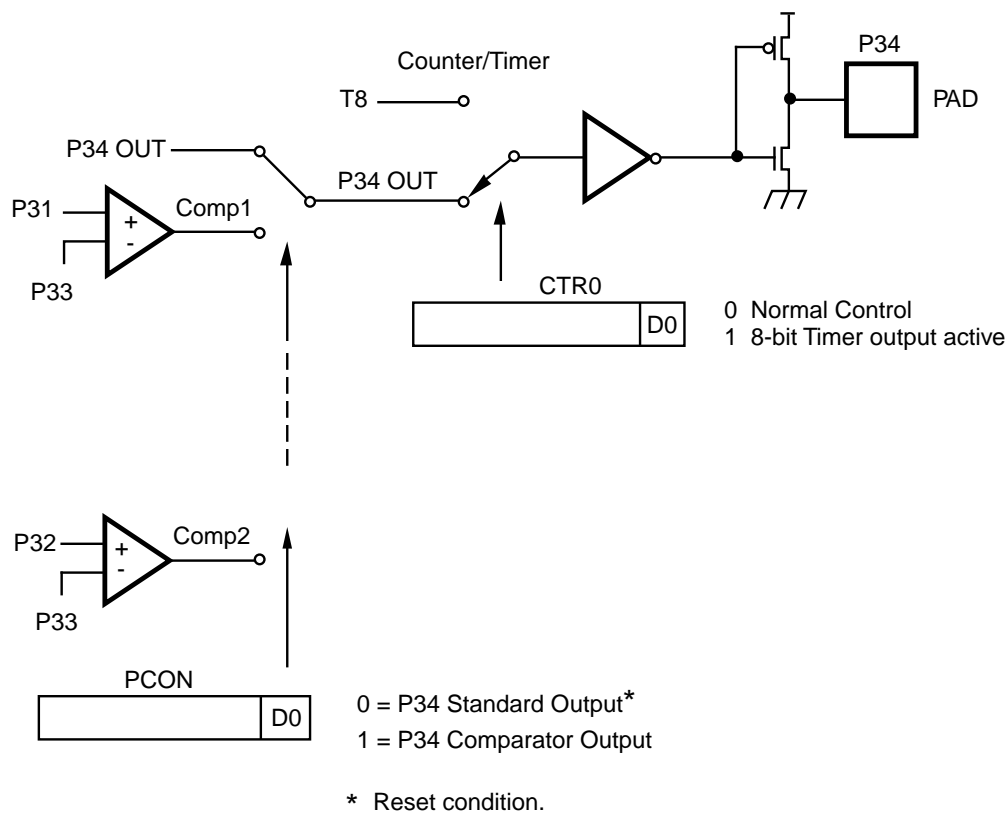 P34
Counter/Timer
T8
PAD
P34 OUT
P34 OUT
P31
+
-
Comp1
P33
CTR0
D0
0 Normal Control
1 8-bit Timer output active
P32
+
-
Comp2
P33
PCON
D0
0 = P34 Standard Output*
1 = P34 Comparator Output
* Reset condition.